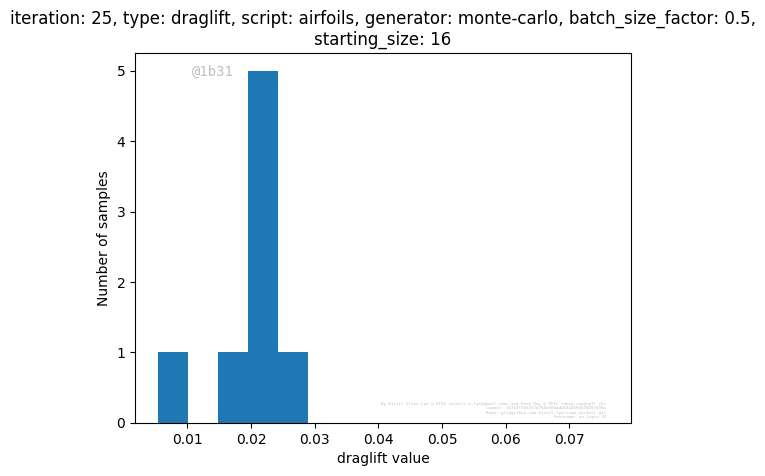 iteration: 25, type: draglift, script: airfoils, generator: monte-carlo, batch_size_factor: 0.5,
starting_size: 16
@1b31
5
4
3
2
1
0
Number of samples
0.01 0.02 0.03 0.04 0.05 0.06 0.07
draglift value